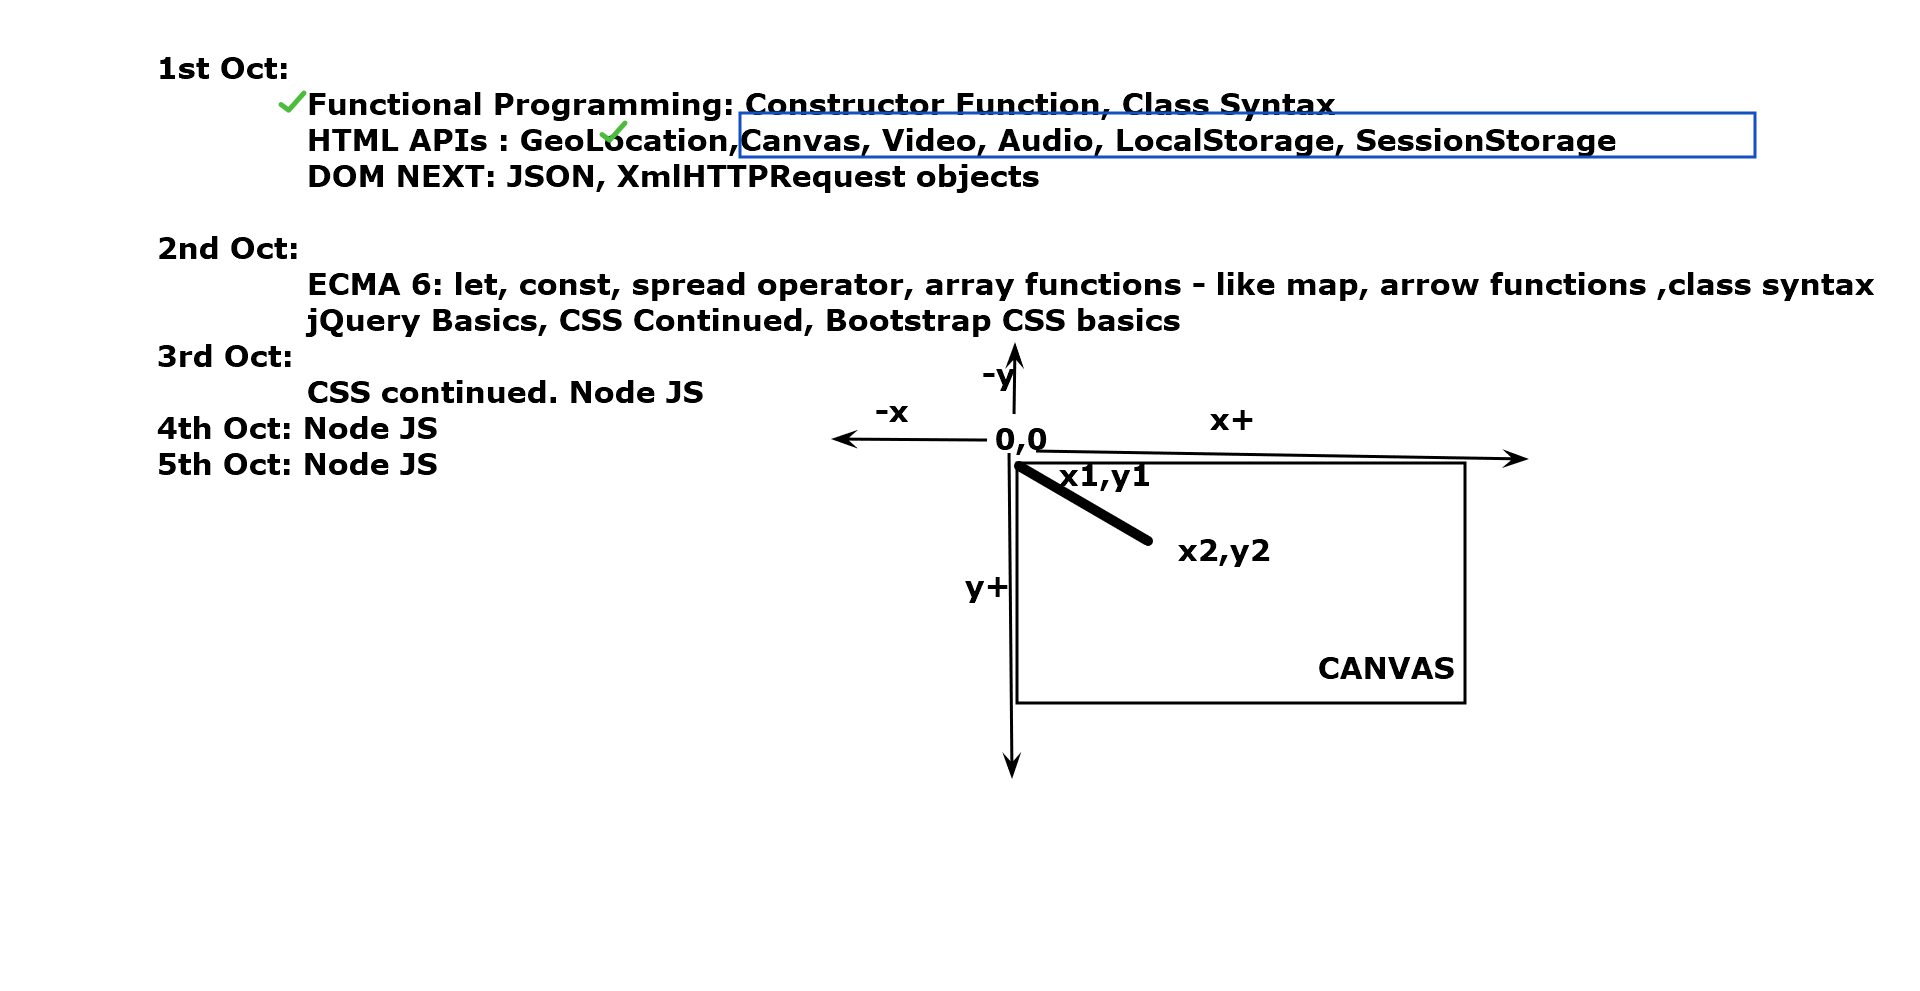 1st Oct:
Functional Programming: Constructor Function, Class Syntax
HTML APIs : GeoLocation,Canvas, Video, Audio, LocalStorage, SessionStorage
DOM NEXT: JSON, XmlHTTPRequest objects
2nd Oct:
ECMA 6: let, const, spread operator, array functions - like map, arrow functions ,class syntax
jQuery Basics, CSS Continued, Bootstrap CSS basics
3rd Oct:
CSS continued. Node JS
4th Oct: Node JS
5th Oct: Node JS
-y
-x
x+
0,0
x1,y1
x2,y2
y+
CANVAS